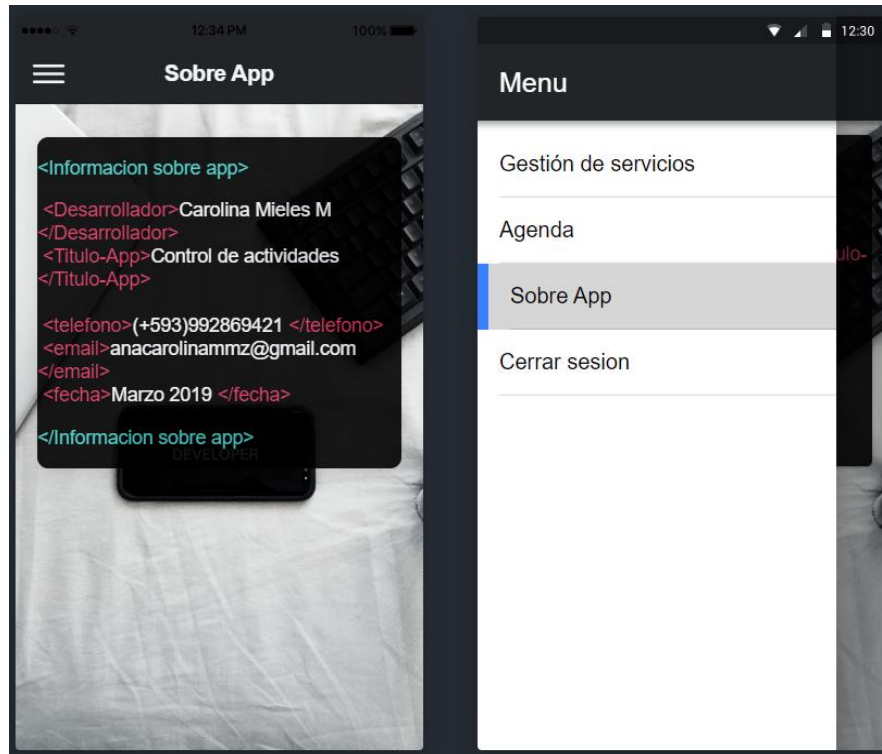 12:34 PM
100%
Sobre App
<Informacion sobre app>
<Desarrollador>Carolina Mieles M
</Desarrollador>
<Titulo-App>Control de actividades
</Titulo-App>
<telefono>(+593)992869421 </telefono>
<email>anacarolinammz@gmail.com
</email>
<fecha>Marzo 2019 </fecha>
</Informacion sobre app>
DEVELOPER
12:30
Menu
Gestión de servicios
Agenda
ulo-
Sobre App
Cerrar sesion